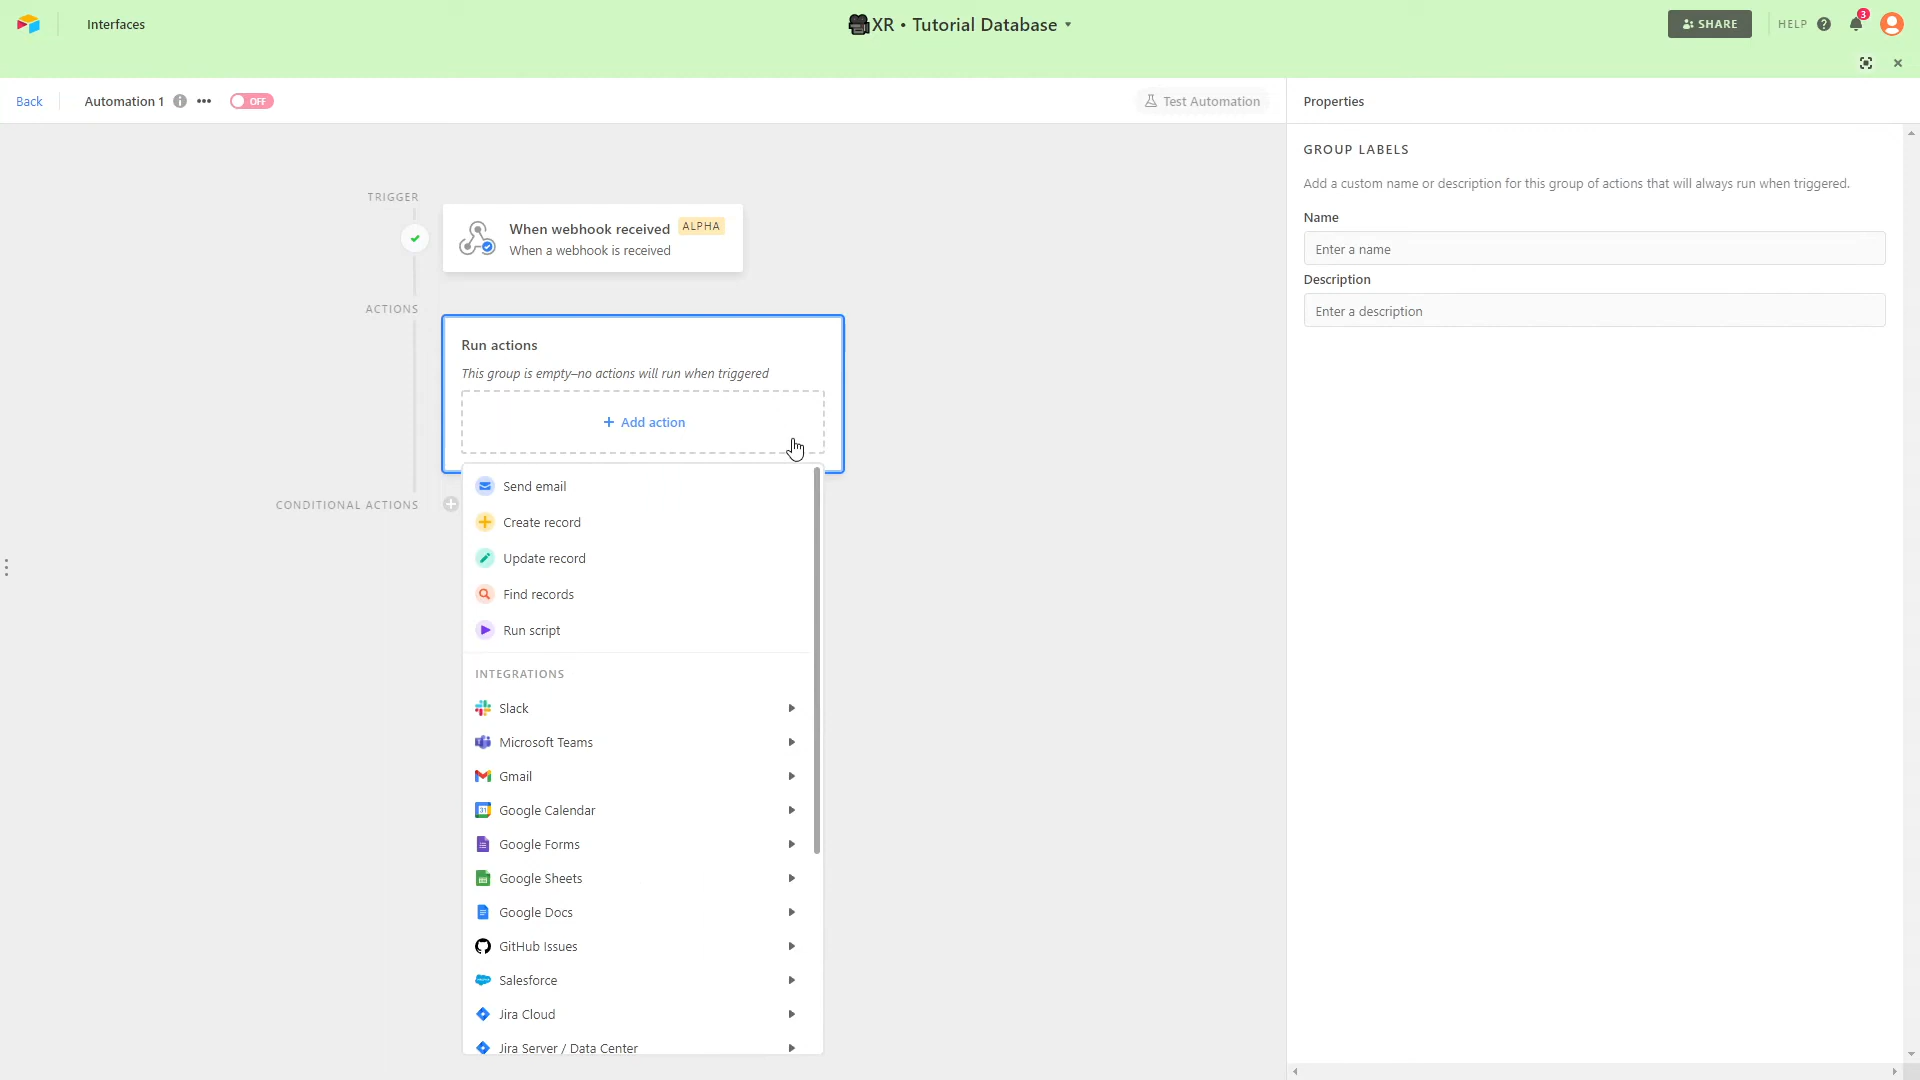 Interfaces
XR • Tutorial Database
SHARE
HELP
3
Back
Automation 1
OFF
Test Automation
Properties
TRIGGER
When webhook received
ALPHA
When a webhook is received
ACTIONS
Run actions
This group is empty–no actions will run when triggered
+ Add action
CONDITIONAL ACTIONS
Send email
Create record
Update record
Find records
Run script
INTEGRATIONS
Slack
Microsoft Teams
Gmail
31
Google Calendar
Google Forms
Google Sheets
Google Docs
GitHub Issues
Salesforce
Jira Cloud
Jira Server / Data Center
GROUP LABELS
Add a custom name or description for this group of actions that will always run when triggered.
Name
Enter a name
Description
Enter a description